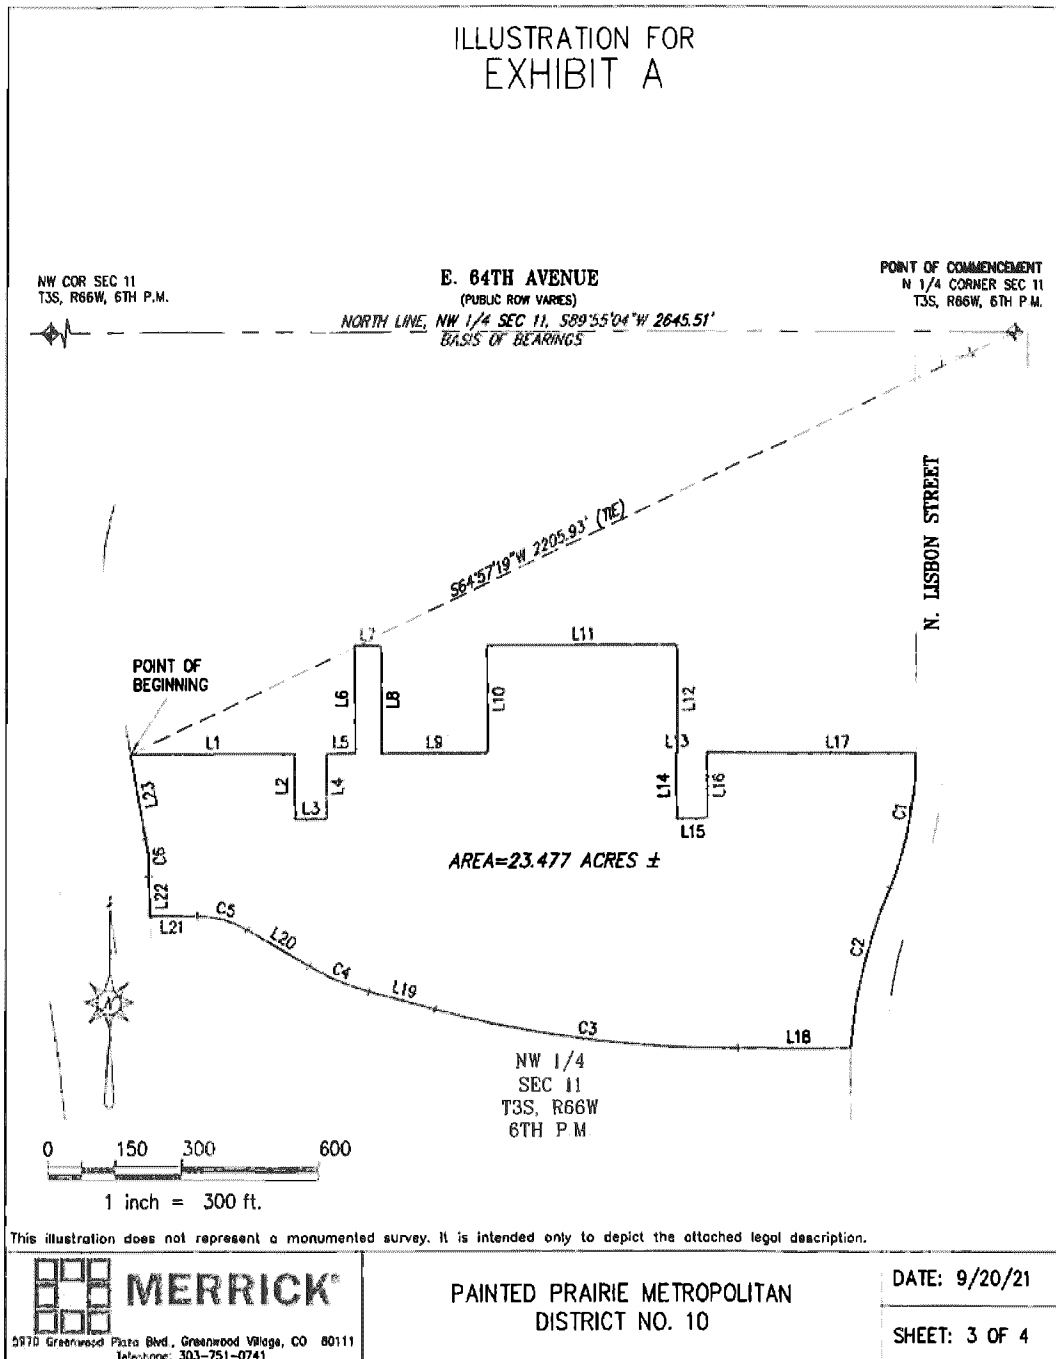 ILLUSTRATION FOR
EXHIBIT A
NW COR SEC 11
T3S, R66W, 6TH P.M.
E. 64TH AVENUE
(PUBLIC ROW VARIES)
NORTH LINE, NW 1/4 SEC 11, S89°55'04"W 2645.51'
BASIS OF BEARINGS
POINT OF COMMENCEMENT
N 1/4 CORNER SEC 11
T3S, R66W, 6TH P M.
S64°57'19"W 2205.93' (TIE)
N. LISBON STREET
POINT OF
BEGINNING
L1
L2
L3
L4
L5
L6
L7
L8
L9
L10
L11
L12
L13
L14
L15
L16
L17
C1
C2
L18
C3
L19
C4
L20
C5
L21
L22
C6
L23
AREA=23.477 ACRES ±
N
NW 1/4
SEC 11
T3S, R66W
6TH P M
0 150 300 600
1 inch = 300 ft.
This illustration does not represent a monumented survey. It is intended only to depict the attached legal description.
MERRICK®
5970 Greenwood Plaza Blvd., Greenwood Village, CO 80111
Telephone: 303-751-0741
PAINTED PRAIRIE METROPOLITAN
DISTRICT NO. 10
DATE: 9/20/21
SHEET: 3 OF 4